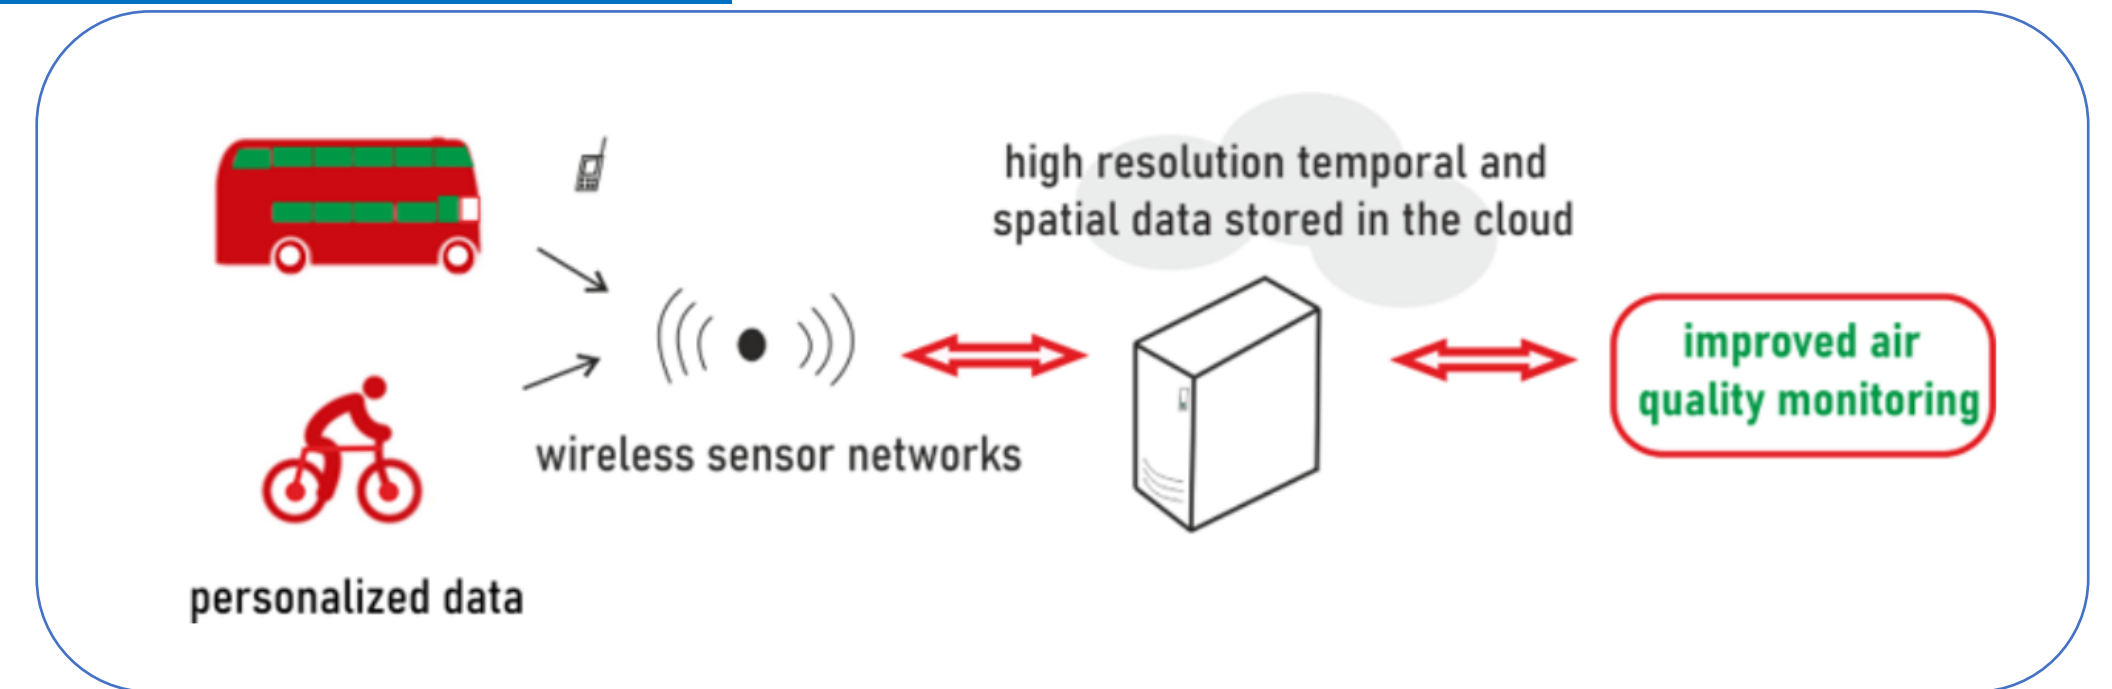 high resolution temporal and
spatial data stored in the cloud
improved air
quality monitoring
wireless sensor networks
personalized data